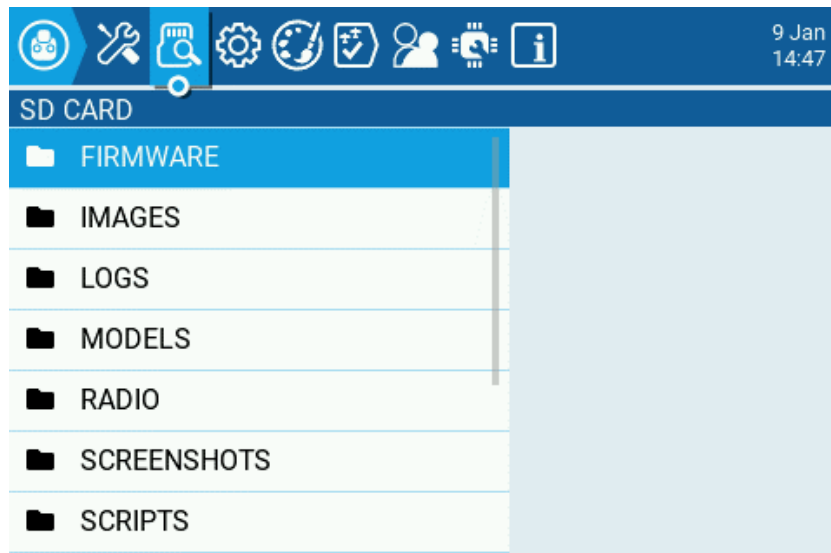 9 Jan
14:47
SD CARD
FIRMWARE
IMAGES
LOGS
MODELS
RADIO
SCREENSHOTS
SCRIPTS